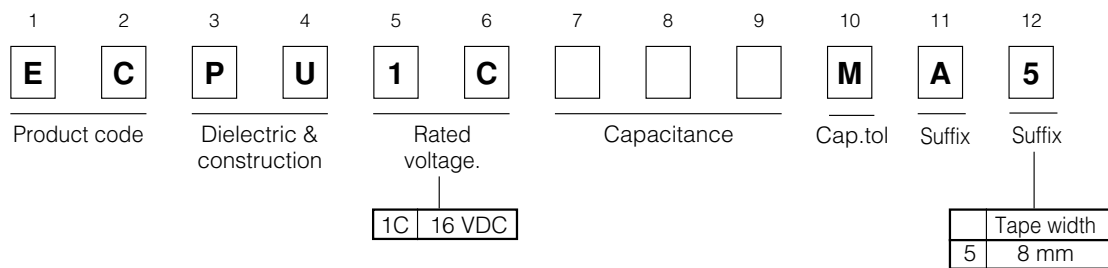 1 2 3 4 5 6 7 8 9 10 11 12
E C P U 1 C M A 5
Product code Dielectric & Rated Capacitance Cap.tol Suffix Suffix
construction voltage.
1C 16 VDC
Tape width
5 8 mm